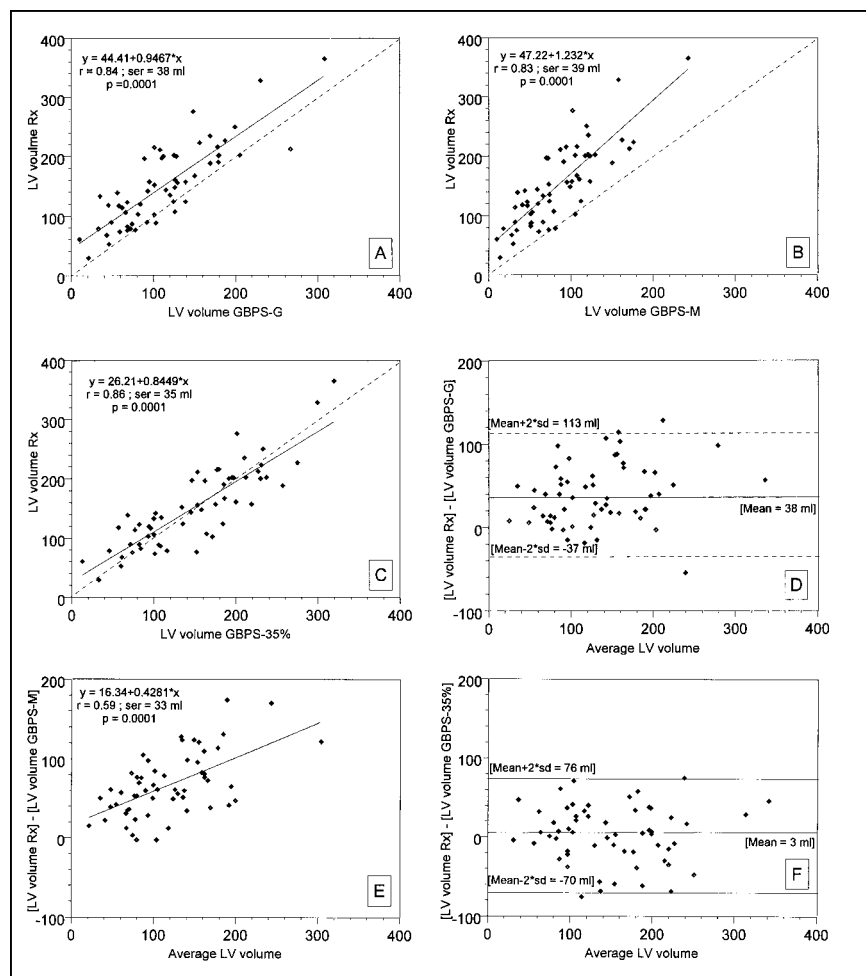 400
300
200
100
0
LV voulme Rx
y = 44.41+0.9467*x
r = 0.84 ; ser = 38 ml
p =0.0001
A
0 100 200 300 400
LV volume GBPS-G
400
300
200
100
0
LV volume Rx
y = 47.22+1.232*x
r = 0.83 ; ser = 39 ml
p = 0.0001
B
0 100 200 300 400
LV volume GBPS-M
400
300
200
100
0
LV volume Rx
y = 26.21+0.8449*x
r = 0.86 ; ser = 35 ml
p = 0.0001
C
0 100 200 300 400
LV volume GBPS-35%
200
100
0
-100
[LV volume Rx] - [LV volume GBPS-G]
[Mean+2*sd = 113 ml]
[Mean = 38 ml]
[Mean-2*sd = -37 ml]
D
0 100 200 300 400
Average LV volume
200
100
0
-100
[LV volume Rx] - [LV volume GBPS-M]
y = 16.34+0.4281*x
r = 0.59 ; ser = 33 ml
p = 0.0001
E
0 100 200 300 400
Average LV volume
200
100
0
-100
[LV volume Rx] - [LV volume GBPS-35%]
[Mean+2*sd = 76 ml]
[Mean = 3 ml]
[Mean-2*sd = -70 ml]
F
0 100 200 300 400
Average LV volume